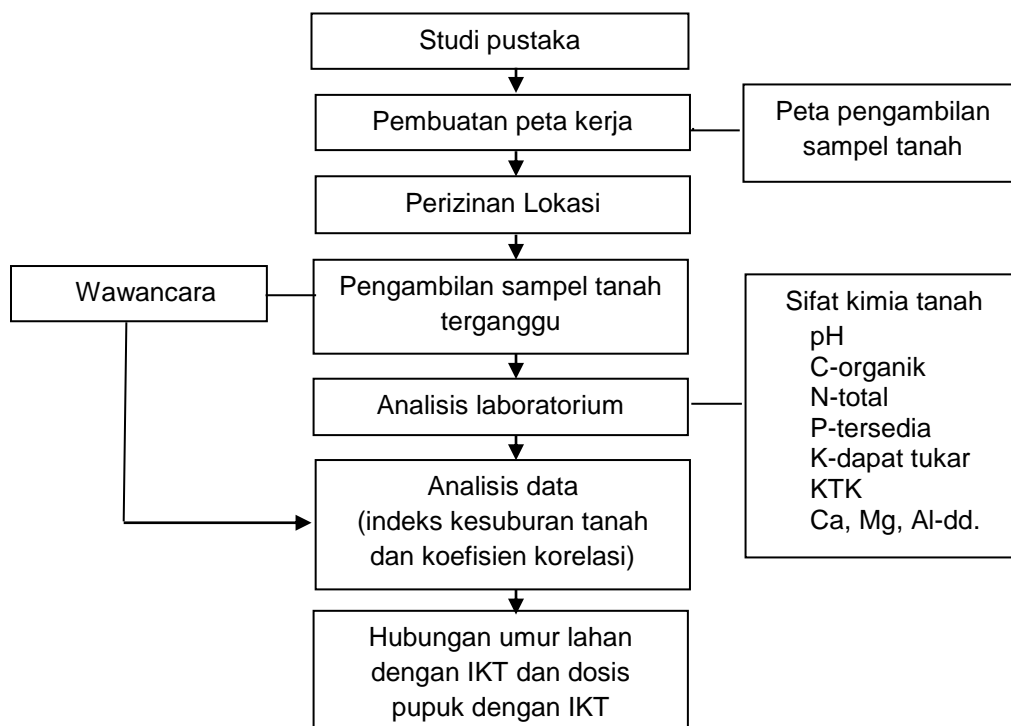 Studi pustaka
Pembuatan peta kerja
Peta pengambilan
sampel tanah
Perizinan Lokasi
Wawancara
Pengambilan sampel tanah
terganggu
Analisis laboratorium
Sifat kimia tanah
pH
C-organik
N-total
P-tersedia
K-dapat tukar
KTK
Ca, Mg, Al-dd.
Analisis data
(indeks kesuburan tanah
dan koefisien korelasi)
Hubungan umur lahan
dengan IKT dan dosis
pupuk dengan IKT